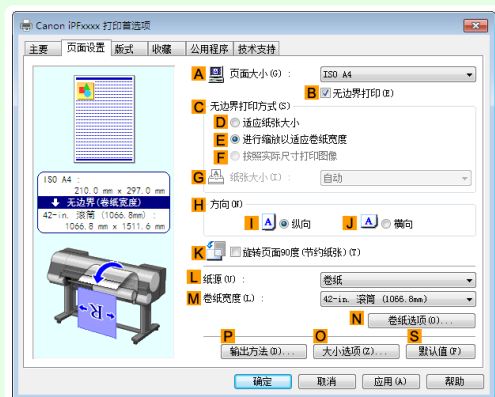 Canon iPFxxxx 打印首选项
主要 页面设置 版式 收藏 公用程序 技术支持
A 页面大小(G) : ISO A4
B 无边界打印(E)
C 无边界打印方式(S)
D 适应纸张大小
E 进行缩放以适应卷纸宽度
F 按照实际尺寸打印图像
G 纸张大小(I) : 自动
H 方向(N)
I A 纵向 J A 横向
K 旋转页面90度(节约纸张)(T)
ISO A4 :
210.0 mm x 297.0 mm
无边界(卷纸宽度)
42-in. 滚筒 (1066.8mm) :
1066.8 mm x 1511.6 mm
R
L 纸源(U) : 卷纸
M 卷纸宽度(L) : 42-in. 滚筒 (1066.8mm)
N 卷纸选项(O)...
P O S
输出方法(D)... 大小选项(Z)... 默认值(F)
确定 取消 应用(A) 帮助